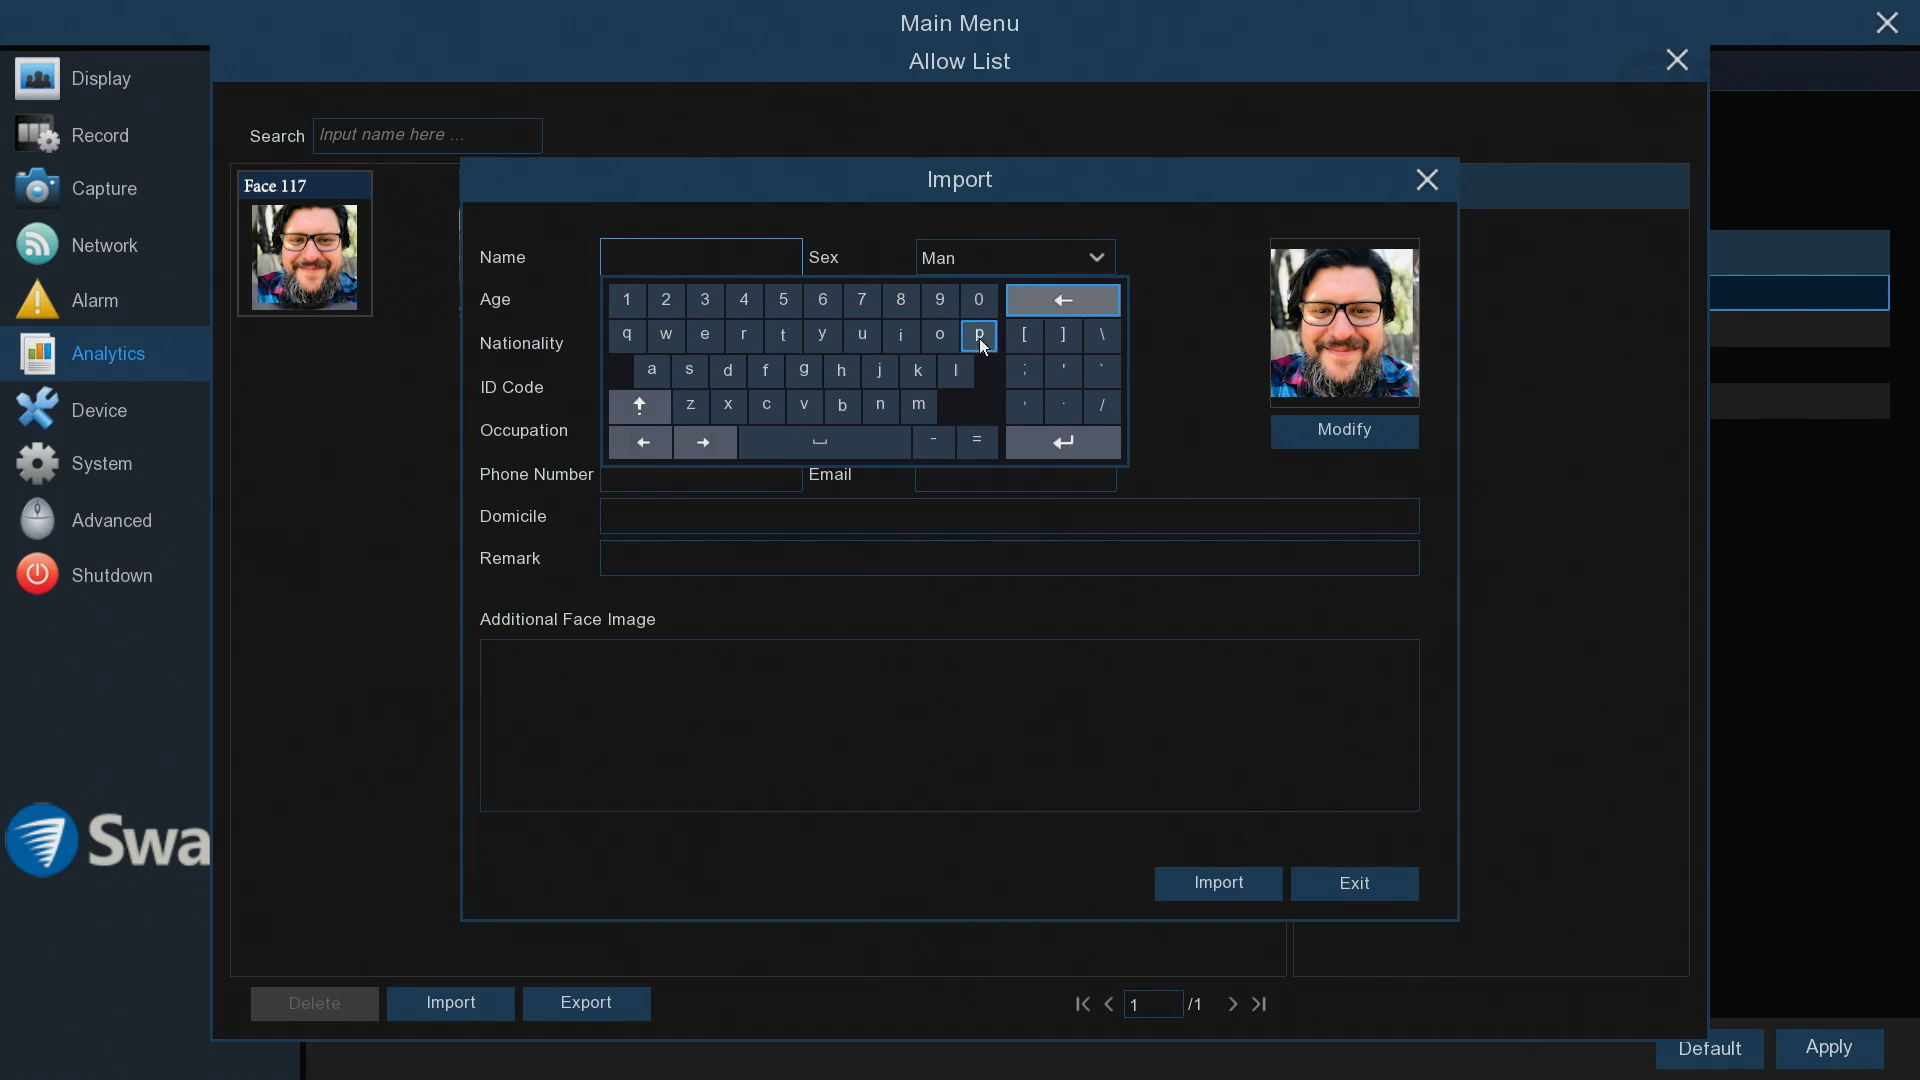 Main Menu
Allow List
Display
Record
Capture
Network
Alarm
Analytics
Device
System
Advanced
Shutdown
Swa
Search Input name here ...
Face 117
Import
Name Sex Man
Age
Nationality
ID Code
Occupation
1 2 3 4 5 6 7 8 9 0 ←
q w e r t y u i o p [ ] \
a s d f g h j k l ; ' `
↑ z x c v b n m , . /
← → ⌴ - = ↵
Modify
Phone Number Email
Domicile
Remark
Additional Face Image
Import Exit
Delete Import Export 1 /1
Default Apply